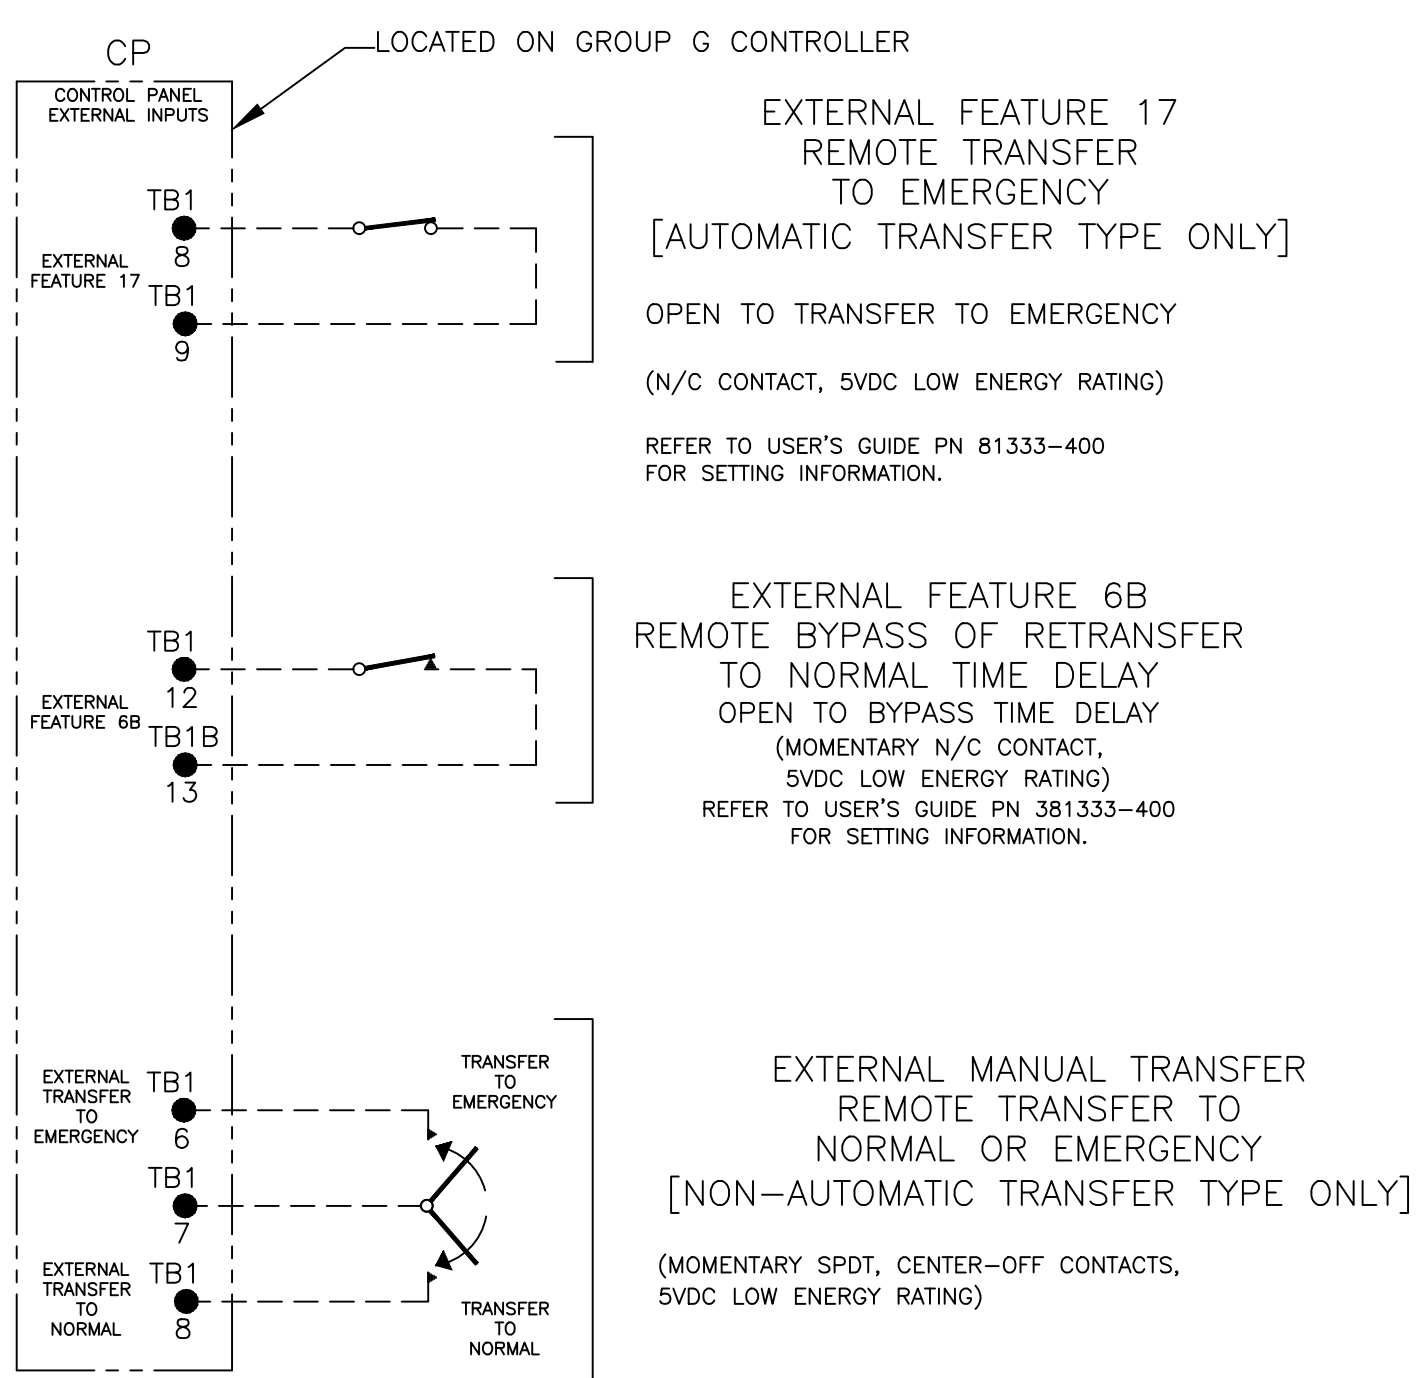 CP
LOCATED ON GROUP G CONTROLLER
CONTROL PANEL
EXTERNAL INPUTS
TB1
8
EXTERNAL
FEATURE 17
TB1
9
EXTERNAL FEATURE 17
REMOTE TRANSFER
TO EMERGENCY
[AUTOMATIC TRANSFER TYPE ONLY]
OPEN TO TRANSFER TO EMERGENCY
(N/C CONTACT, 5VDC LOW ENERGY RATING)
REFER TO USER'S GUIDE PN 81333-400
FOR SETTING INFORMATION.
TB1
12
EXTERNAL
FEATURE 6B
TB1B
13
EXTERNAL FEATURE 6B
REMOTE BYPASS OF RETRANSFER
TO NORMAL TIME DELAY
OPEN TO BYPASS TIME DELAY
(MOMENTARY N/C CONTACT,
5VDC LOW ENERGY RATING)
REFER TO USER'S GUIDE PN 381333-400
FOR SETTING INFORMATION.
EXTERNAL
TRANSFER
TO
EMERGENCY
TB1
6
TB1
7
EXTERNAL
TRANSFER
TO
NORMAL
TB1
8
TRANSFER
TO
EMERGENCY
TRANSFER
TO
NORMAL
EXTERNAL MANUAL TRANSFER
REMOTE TRANSFER TO
NORMAL OR EMERGENCY
[NON-AUTOMATIC TRANSFER TYPE ONLY]
(MOMENTARY SPDT, CENTER-OFF CONTACTS,
5VDC LOW ENERGY RATING)